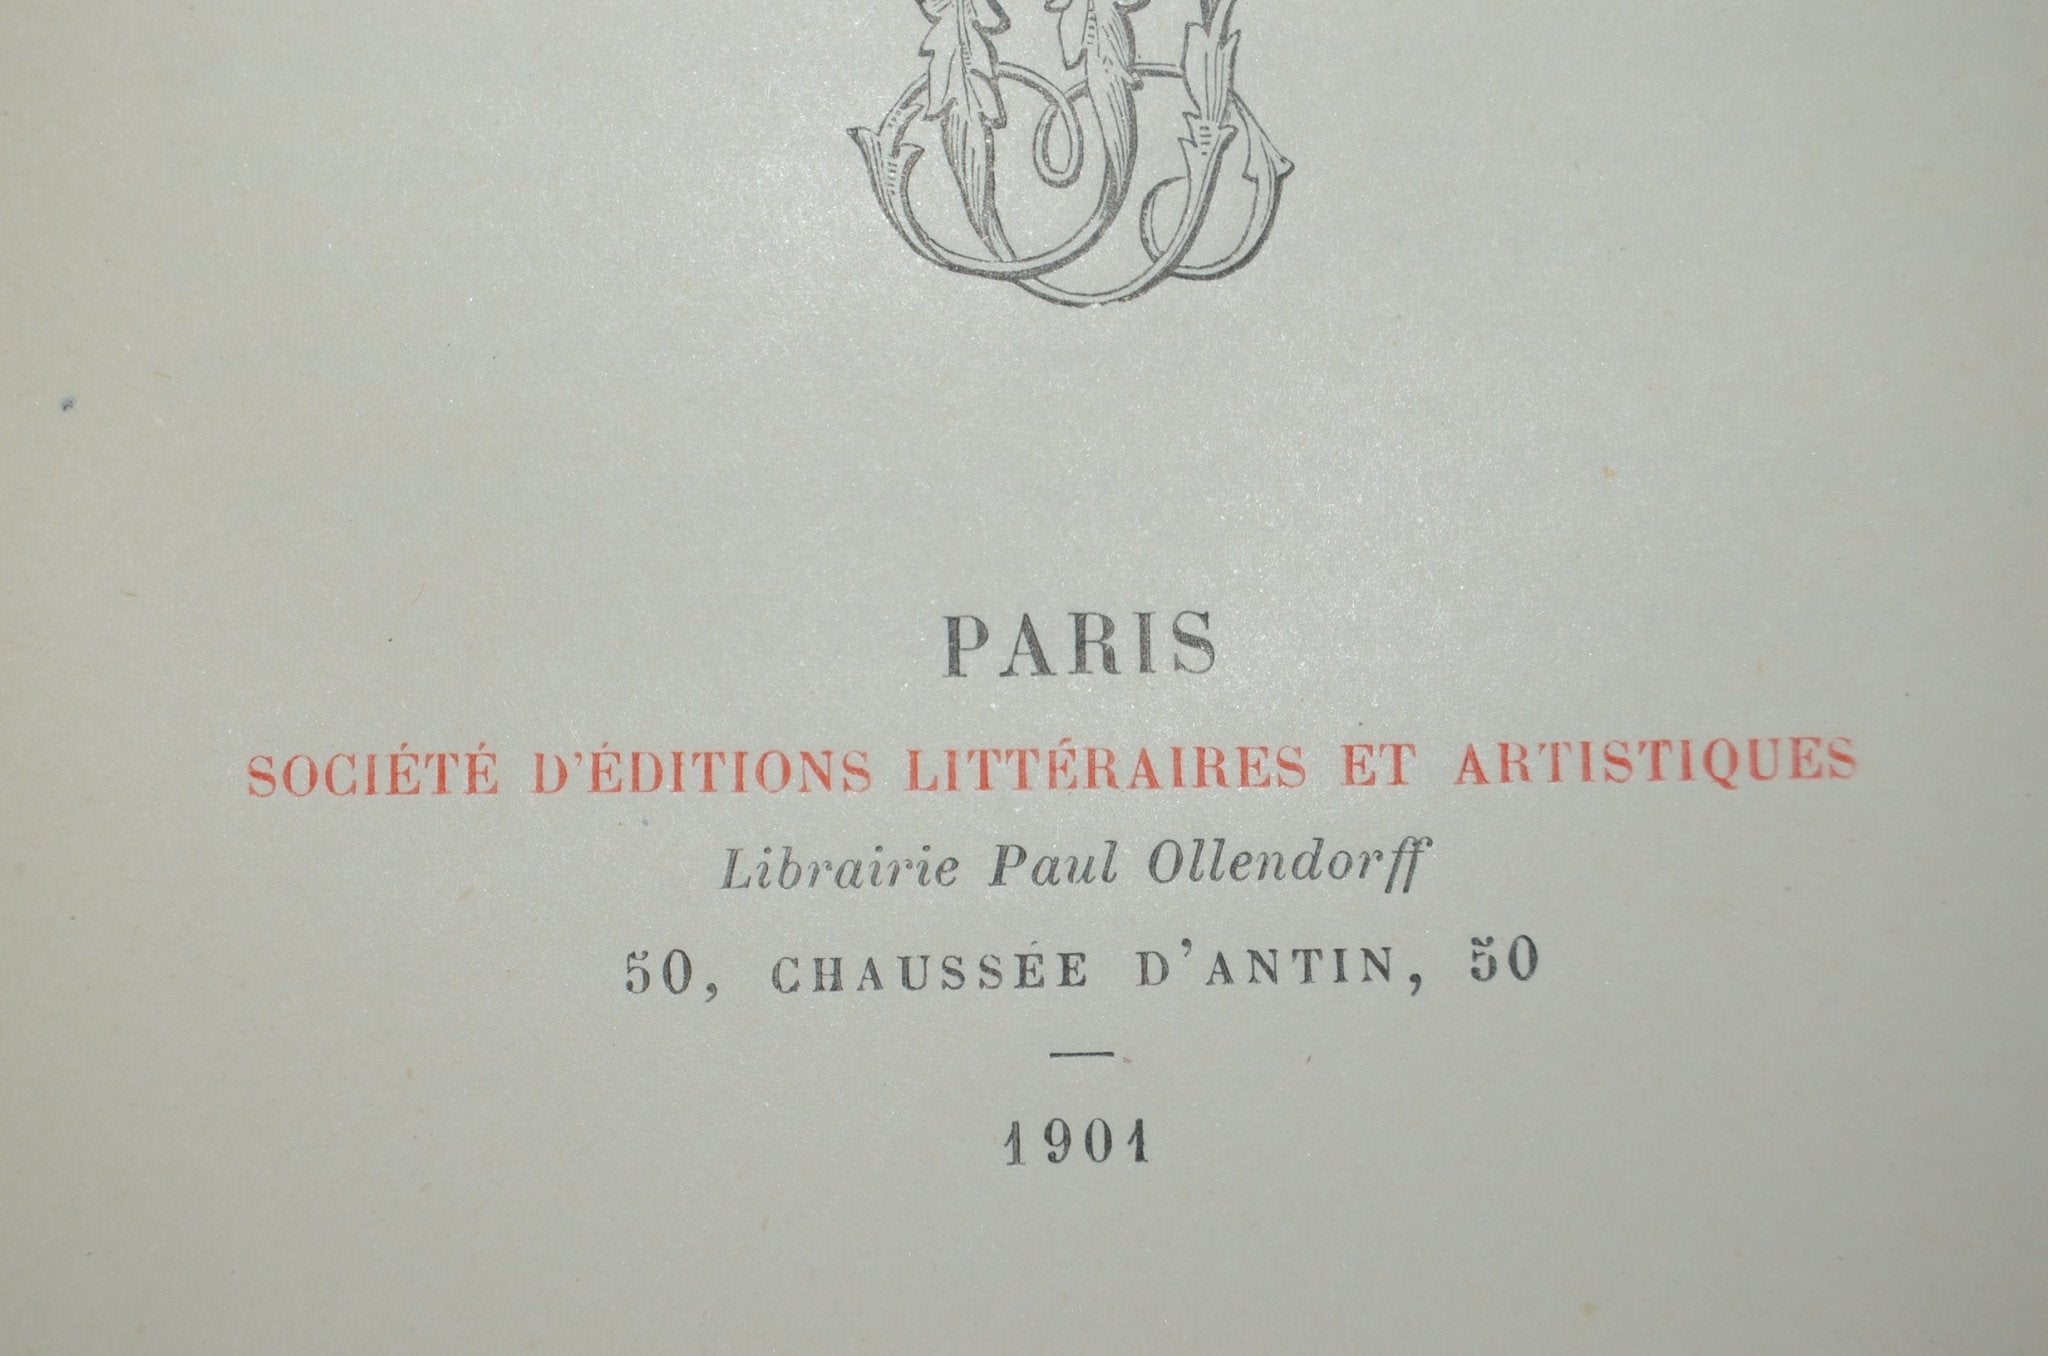 PARIS
SOCIÉTÉ D'ÉDITIONS LITTÉRAIRES ET ARTISTIQUES
Librairie Paul Ollendorff
50, CHAUSSÉE D'ANTIN, 50
1901